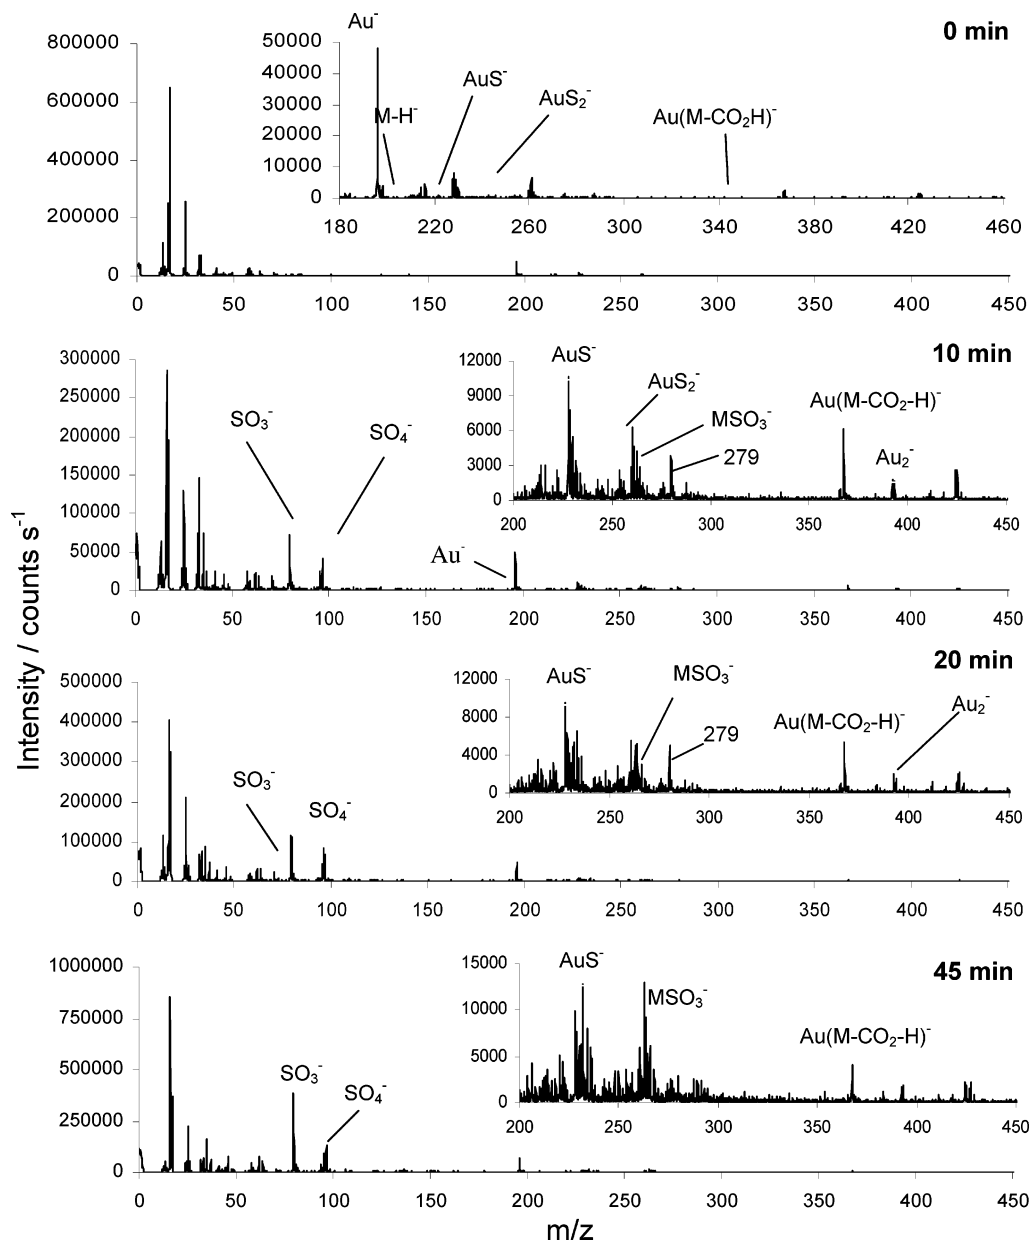 0 min
Au⁻
800000
600000
400000
200000
0
50000
40000
30000
20000
10000
0
M-H⁻
AuS⁻
AuS₂⁻
Au(M-CO₂H)⁻
180 220 260 300 340 380 420 460
0 50 100 150 200 250 300 350 400 450
10 min
300000
250000
200000
150000
100000
50000
0
SO₃⁻
SO₄⁻
Au⁻
12000
9000
6000
3000
0
AuS⁻
AuS₂⁻
MSO₃⁻
279
Au(M-CO₂-H)⁻
Au₂⁻
200 250 300 350 400 450
0 50 100 150 200 250 300 350 400 450
Intensity / counts s⁻¹
20 min
500000
400000
300000
200000
100000
0
SO₃⁻
SO₄⁻
12000
8000
4000
0
AuS⁻
MSO₃⁻
279
Au(M-CO₂-H)⁻
Au₂⁻
200 250 300 350 400 450
0 50 100 150 200 250 300 350 400 450
45 min
1000000
750000
500000
250000
0
SO₃⁻
SO₄⁻
15000
10000
5000
0
AuS⁻
MSO₃⁻
Au(M-CO₂-H)⁻
200 250 300 350 400 450
0 50 100 150 200 250 300 350 400 450
m/z